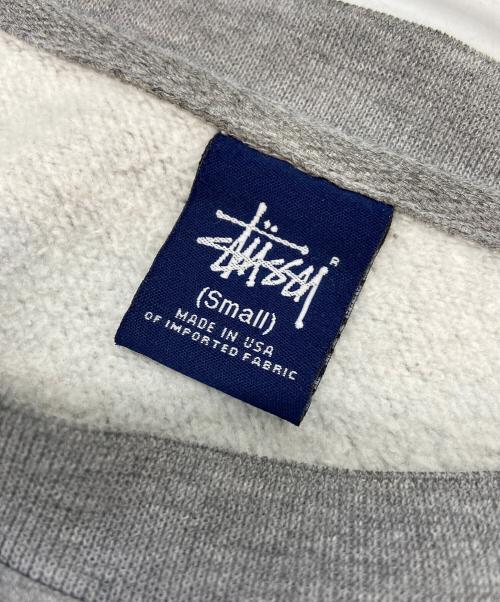 Stüssy R
(Small)
MADE IN USA
OF IMPORTED FABRIC